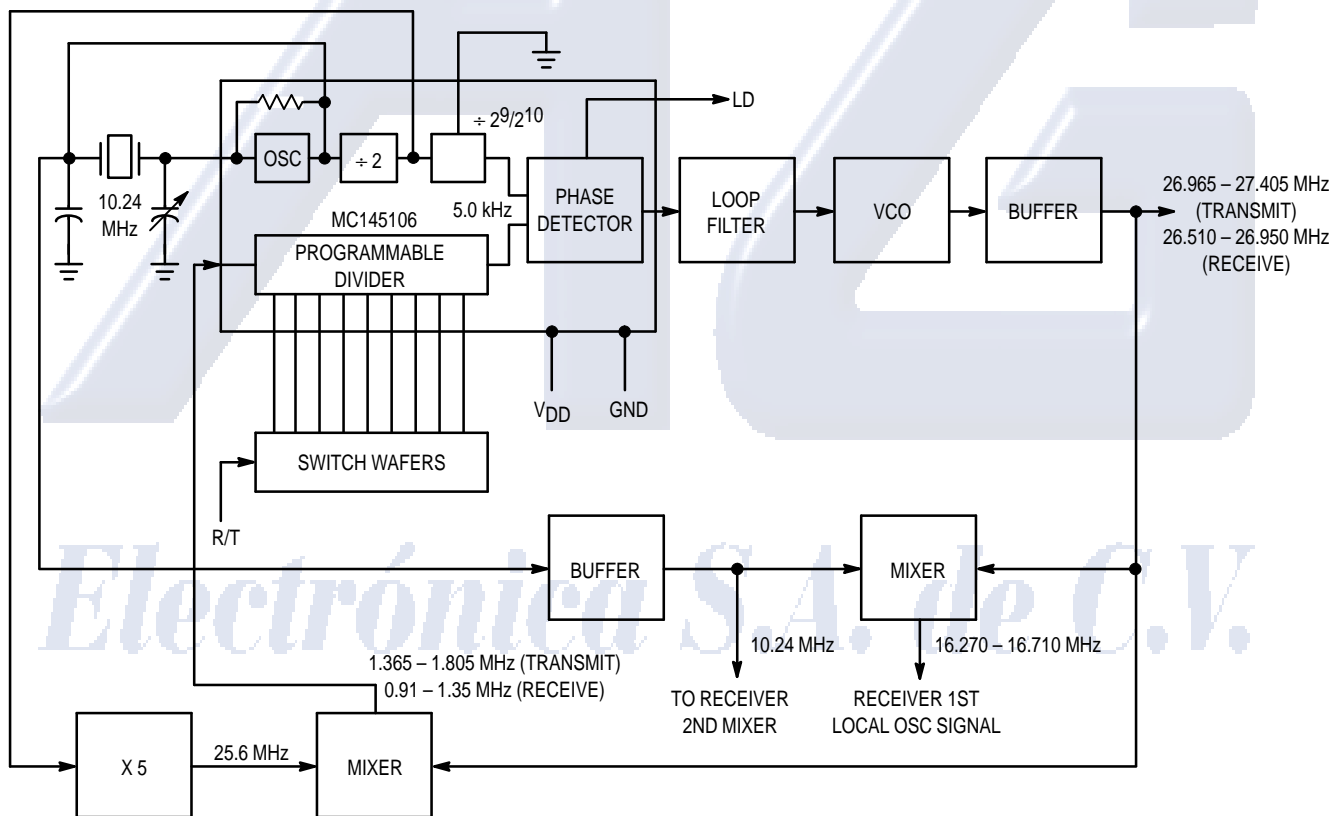 ÷ 2⁹/2¹⁰
LD
OSC
÷ 2
10.24
MHz
5.0 kHz
MC145106
PROGRAMMABLE
DIVIDER
PHASE
DETECTOR
LOOP
FILTER
VCO
BUFFER
26.965 – 27.405 MHz
(TRANSMIT)
26.510 – 26.950 MHz
(RECEIVE)
VDD
GND
SWITCH WAFERS
R/T
BUFFER
MIXER
Electrónica S.A. de C.V.
10.24 MHz
16.270 – 16.710 MHz
1.365 – 1.805 MHz (TRANSMIT)
0.91 – 1.35 MHz (RECEIVE)
TO RECEIVER
2ND MIXER
RECEIVER 1ST
LOCAL OSC SIGNAL
X 5
25.6 MHz
MIXER